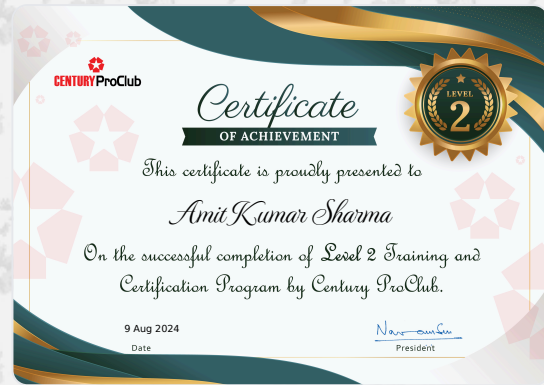 CENTURY ProClub
Certificate
OF ACHIEVEMENT
LEVEL
2
This certificate is proudly presented to
Amit Kumar Sharma
On the successful completion of Level 2 Training and
Certification Program by Century ProClub.
9 Aug 2024
Date
President